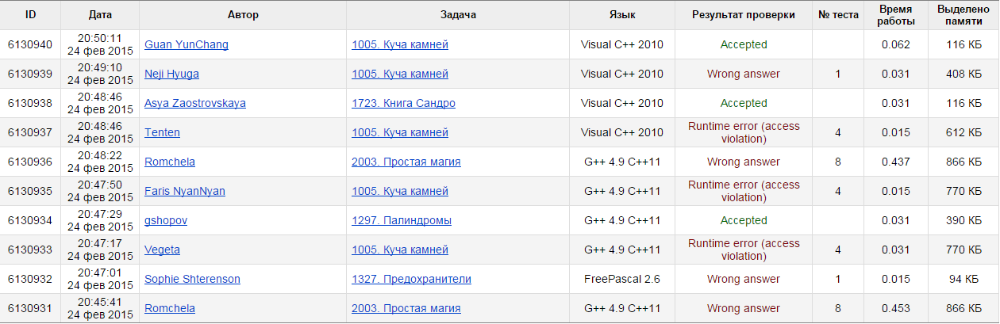 ID Дата Автор Задача Язык Результат проверки № теста Время работы Выделено памяти
6130940 20:50:11 24 фев 2015 Guan YunChang 1005. Куча камней Visual C++ 2010 Accepted 0.062 116 КБ
6130939 20:49:10 24 фев 2015 Neji Hyuga 1005. Куча камней Visual C++ 2010 Wrong answer 1 0.031 408 КБ
6130938 20:48:46 24 фев 2015 Asya Zaostrovskaya 1723. Книга Сандро Visual C++ 2010 Accepted 0.031 116 КБ
6130937 20:48:46 24 фев 2015 Tenten 1005. Куча камней Visual C++ 2010 Runtime error (access violation) 4 0.015 612 КБ
6130936 20:48:22 24 фев 2015 Romchela 2003. Простая магия G++ 4.9 C++11 Wrong answer 8 0.437 866 КБ
6130935 20:47:50 24 фев 2015 Faris NyanNyan 1005. Куча камней G++ 4.9 C++11 Runtime error (access violation) 4 0.015 770 КБ
6130934 20:47:29 24 фев 2015 gshopov 1297. Палиндромы G++ 4.9 C++11 Accepted 0.031 390 КБ
6130933 20:47:17 24 фев 2015 Vegeta 1005. Куча камней G++ 4.9 C++11 Runtime error (access violation) 4 0.031 770 КБ
6130932 20:47:01 24 фев 2015 Sophie Shterenson 1327. Предохранители FreePascal 2.6 Wrong answer 1 0.015 94 КБ
6130931 20:45:41 24 фев 2015 Romchela 2003. Простая магия G++ 4.9 C++11 Wrong answer 8 0.453 866 КБ